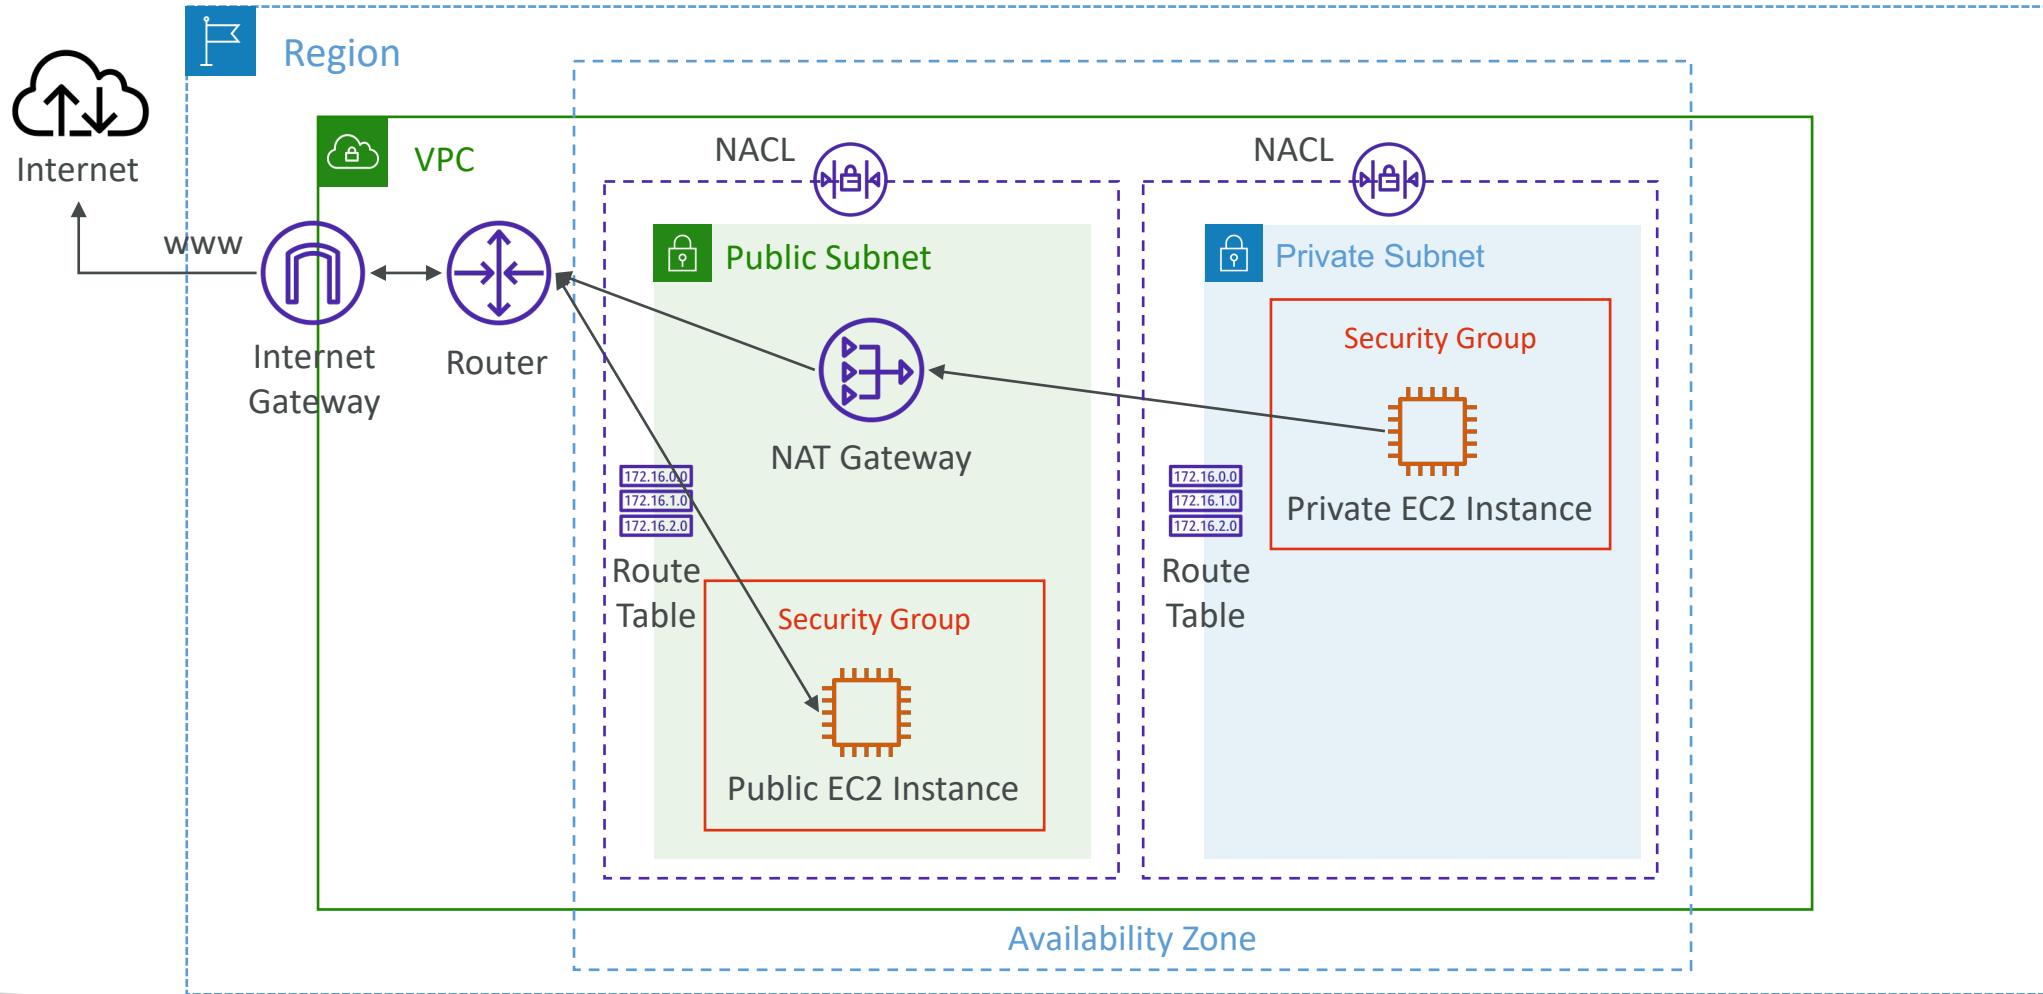 Region
Internet
VPC
NACL
NACL
www
Public Subnet
Private Subnet
Internet
Gateway
Router
Security Group
NAT Gateway
172.16.0.0
172.16.1.0
172.16.2.0
Route
Table
172.16.0.0
172.16.1.0
172.16.2.0
Route
Table
Private EC2 Instance
Security Group
Public EC2 Instance
Availability Zone